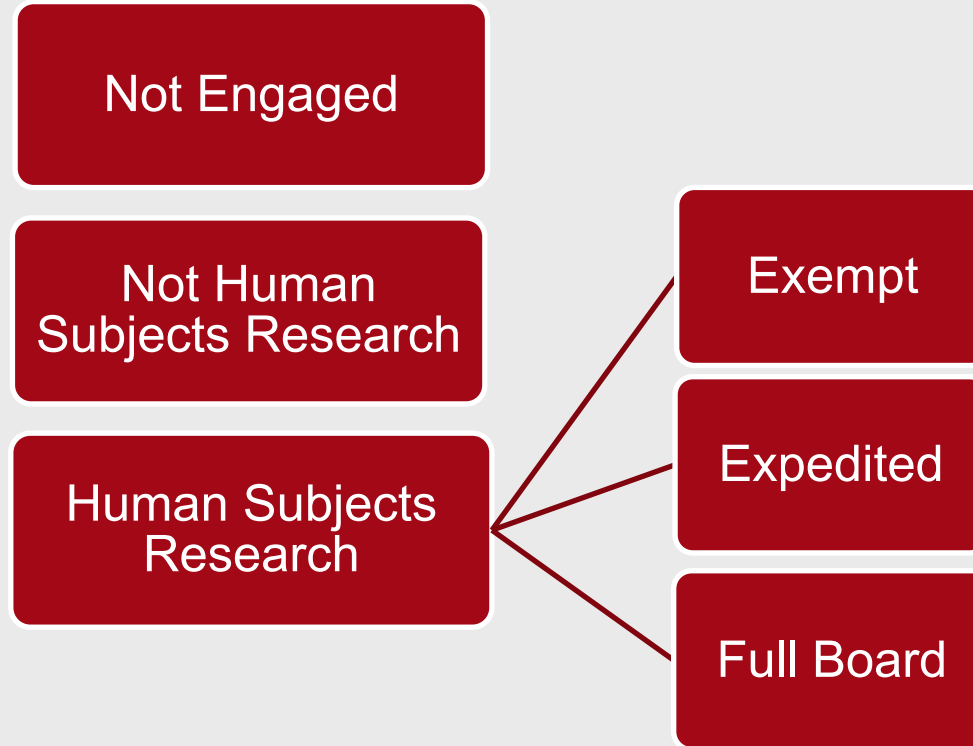 Not Engaged
Not Human
Subjects Research
Human Subjects
Research
Exempt
Expedited
Full Board